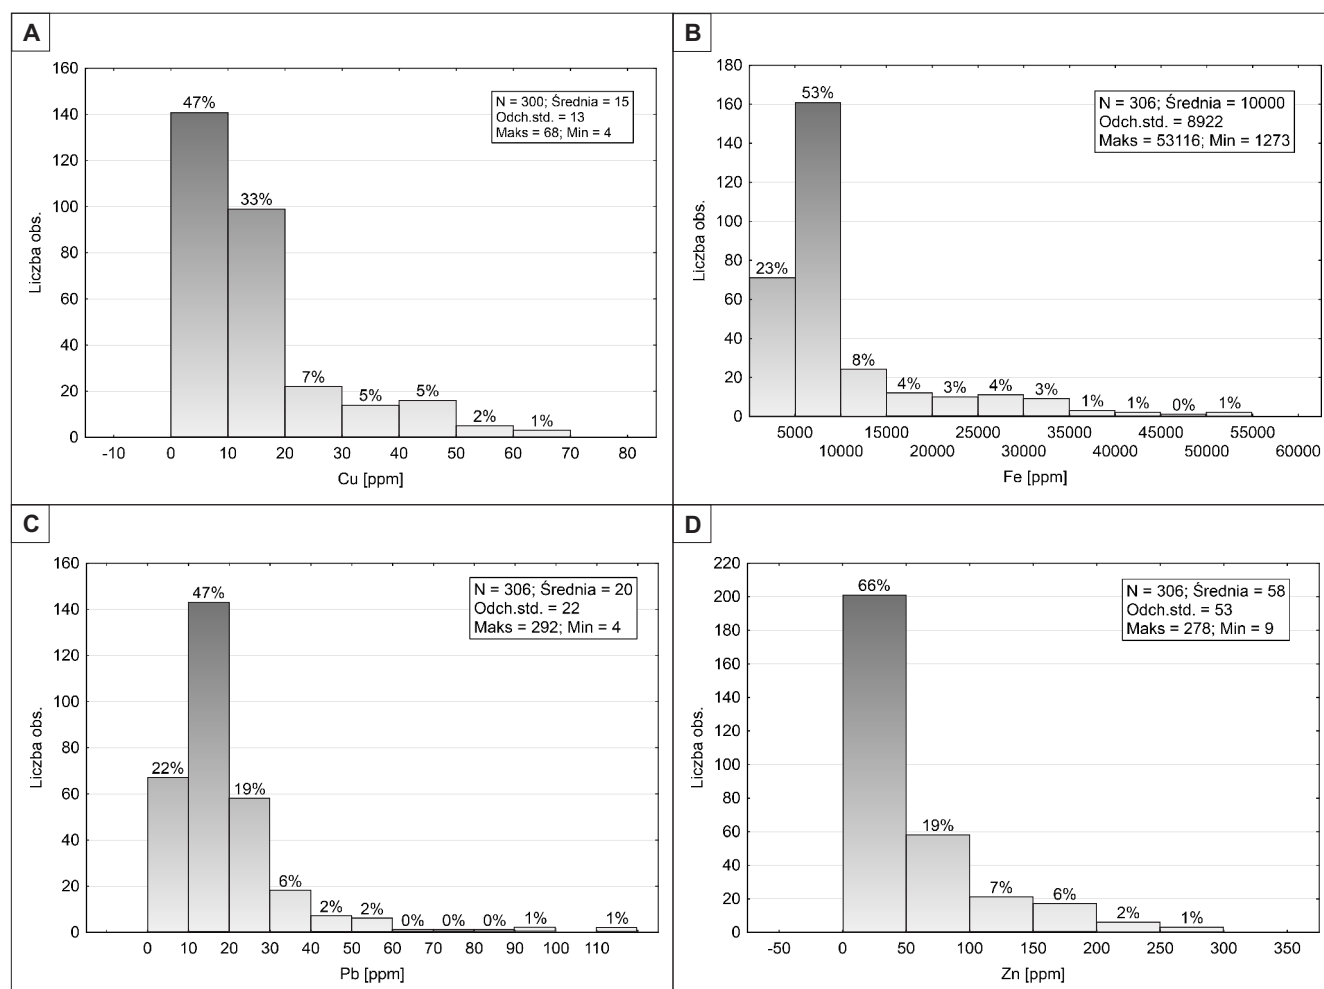 A
160
140
120
100
80
60
40
20
0
Liczba obs.
47%
33%
7%
5%
5%
2%
1%
N = 300; Średnia = 15
Odch.std. = 13
Maks = 68; Min = 4
-10 0 10 20 30 40 50 60 70 80
Cu [ppm]
B
180
160
140
120
100
80
60
40
20
0
Liczba obs.
23%
53%
8%
4%
3%
4%
3%
1%
1%
0%
1%
N = 306; Średnia = 10000
Odch.std. = 8922
Maks = 53116; Min = 1273
5000 15000 25000 35000 45000 55000
10000 20000 30000 40000 50000 60000
Fe [ppm]
C
160
140
120
100
80
60
40
20
0
Liczba obs.
22%
47%
19%
6%
2%
2%
0%
0%
0%
1%
1%
N = 306; Średnia = 20
Odch.std. = 22
Maks = 292; Min = 4
0 10 20 30 40 50 60 70 80 90 100 110
Pb [ppm]
D
220
200
180
160
140
120
100
80
60
40
20
0
Liczba obs.
66%
19%
7%
6%
2%
1%
N = 306; Średnia = 58
Odch.std. = 53
Maks = 278; Min = 9
-50 0 50 100 150 200 250 300 350
Zn [ppm]